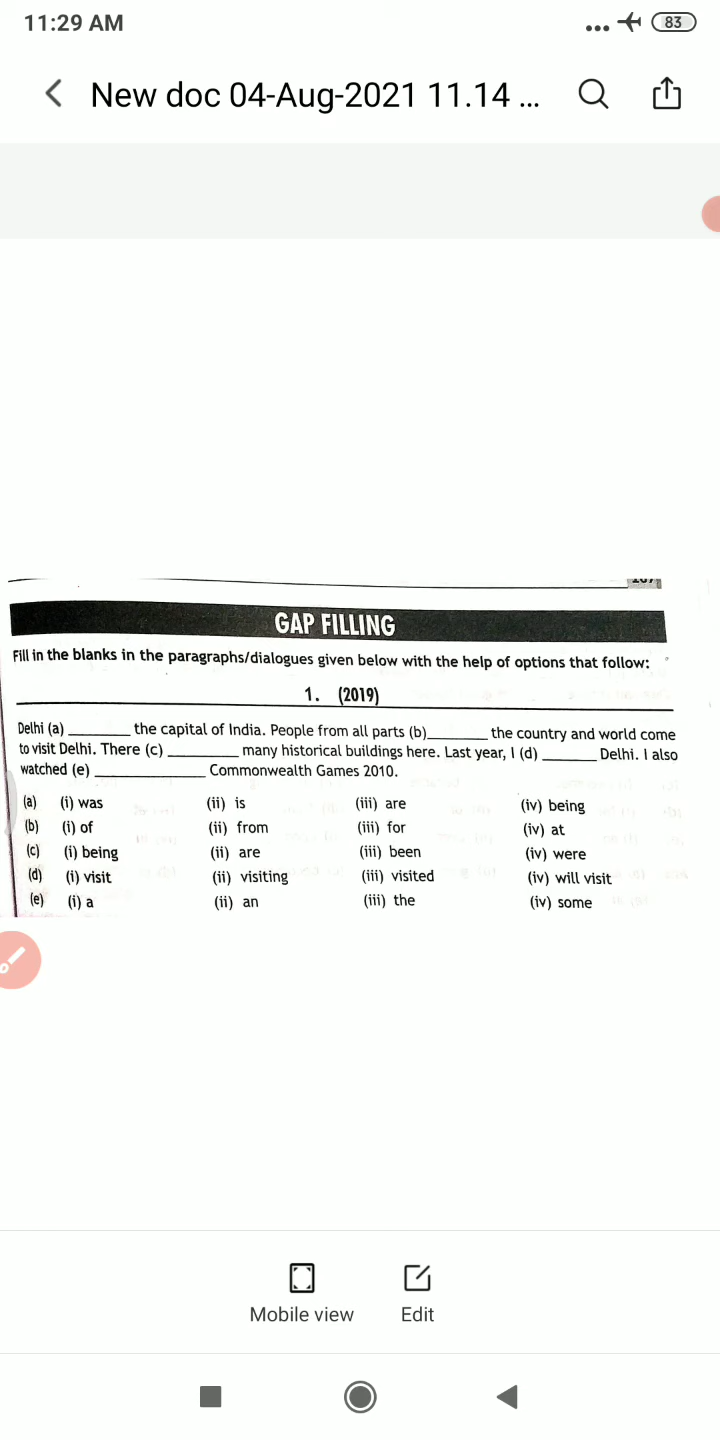 11:29 AM
83
New doc 04-Aug-2021 11.14 ...
GAP FILLING
Fill in the blanks in the paragraphs/dialogues given below with the help of options that follow:
1. (2019)
Delhi (a) ________ the capital of India. People from all parts (b)________ the country and world come
to visit Delhi. There (c) _________ many historical buildings here. Last year, I (d) _______ Delhi. I also
watched (e) ______________ Commonwealth Games 2010.
(a) (i) was (ii) is (iii) are (iv) being
(b) (i) of (ii) from (iii) for (iv) at
(c) (i) being (ii) are (iii) been (iv) were
(d) (i) visit (ii) visiting (iii) visited (iv) will visit
(e) (i) a (ii) an (iii) the (iv) some
Mobile view Edit